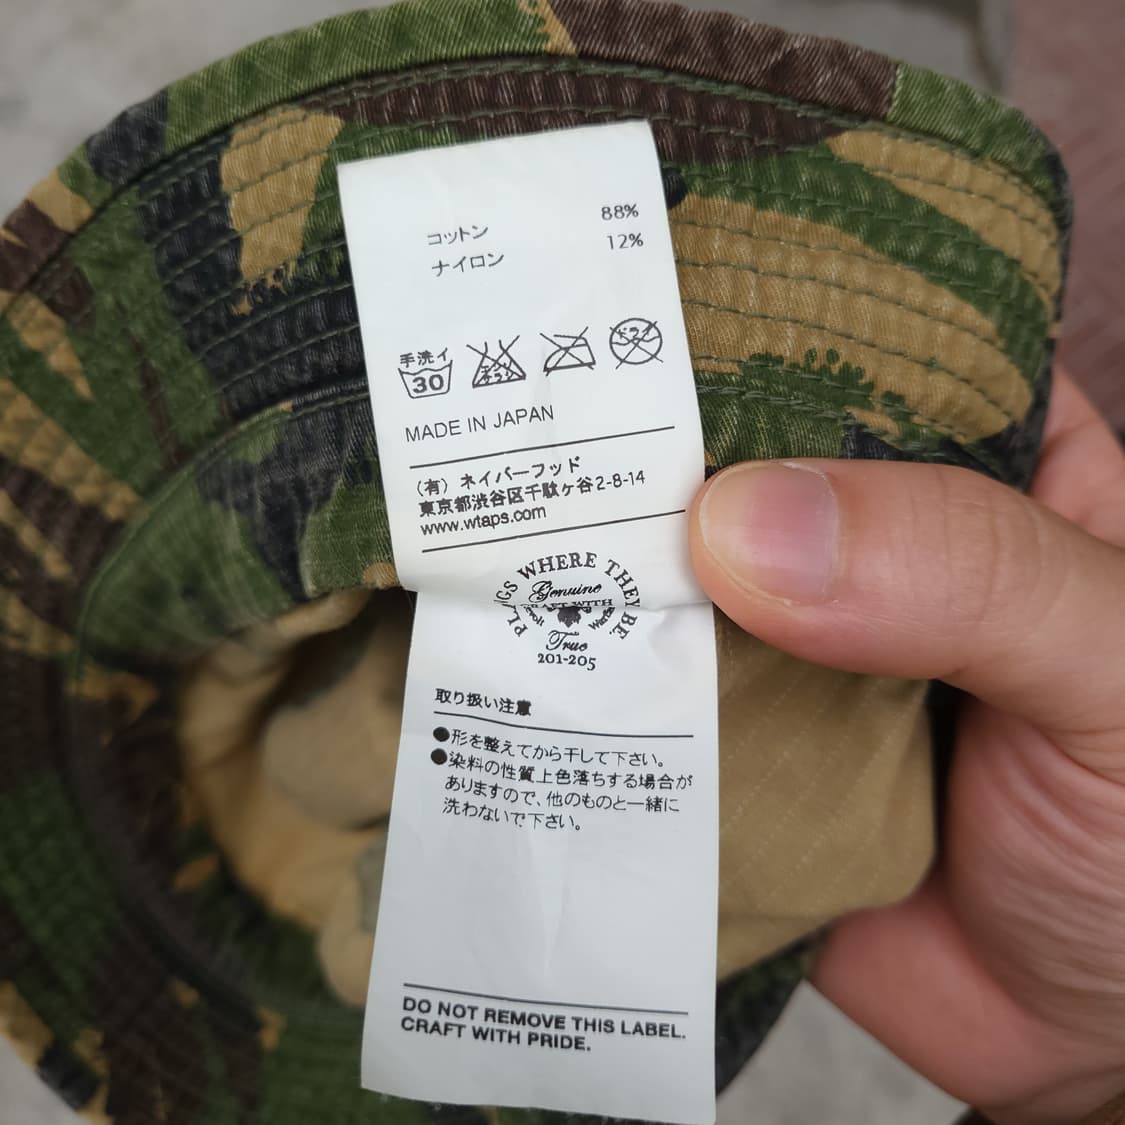 コットン 88%
ナイロン 12%
手洗イ
30
MADE IN JAPAN
(有) ネイバーフッド
東京都渋谷区千駄ヶ谷2-8-14
www.wtaps.com
WHERE THEY BE.
Genuine
CRAFT WITH
True
201-205
取り扱い注意
●形を整えてから干して下さい。
●染料の性質上色落ちする場合が
ありますので、他のものと一緒に
洗わないで下さい。
DO NOT REMOVE THIS LABEL.
CRAFT WITH PRIDE.